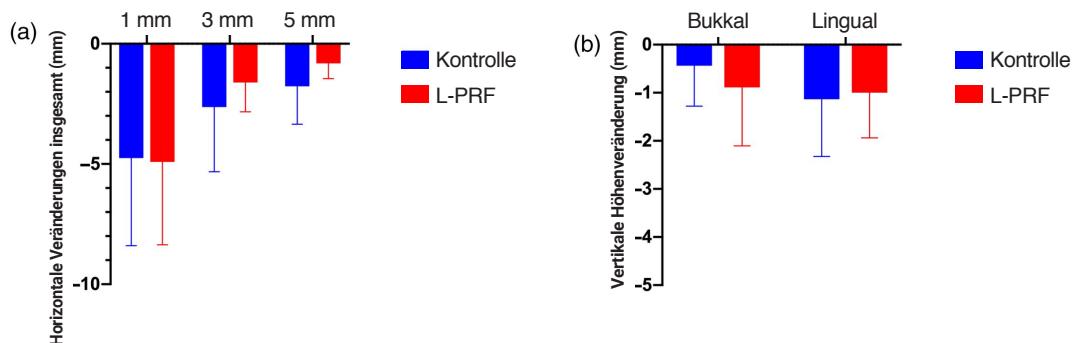 (a)
1 mm 3 mm 5 mm
Horizontale Veränderungen insgesamt (mm)
0
–5
–10
Kontrolle
L-PRF
(b)
Bukkal Lingual
Vertikale Höhenveränderung (mm)
0
–1
–2
–3
–4
–5
Kontrolle
L-PRF